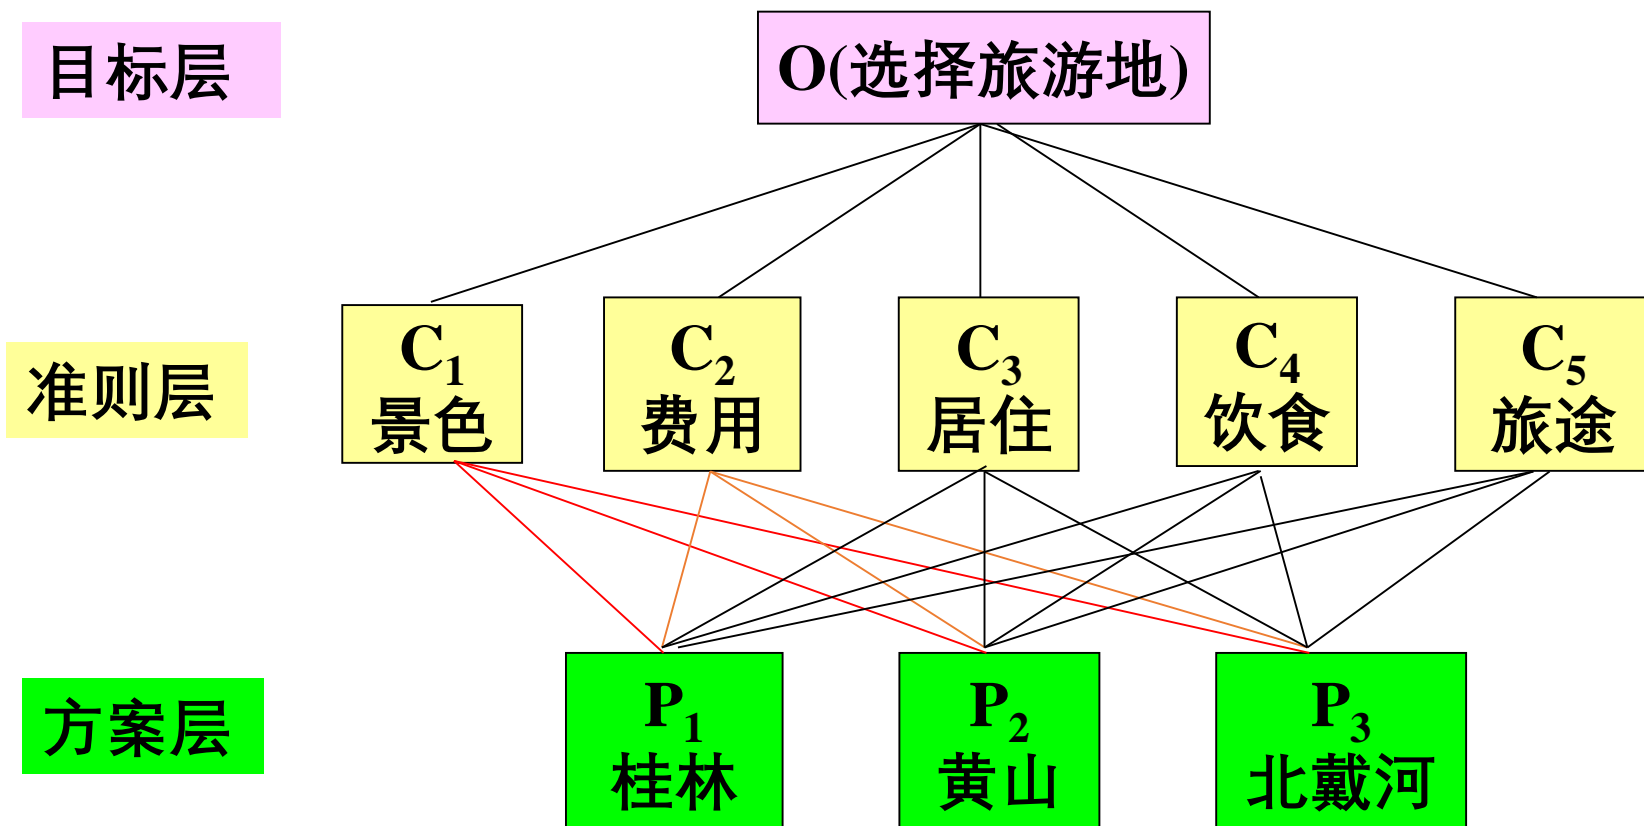 目标层
O(选择旅游地)
准则层
C₁
景色
C₂
费用
C₃
居住
C₄
饮食
C₅
旅途
方案层
P₁
桂林
P₂
黄山
P₃
北戴河